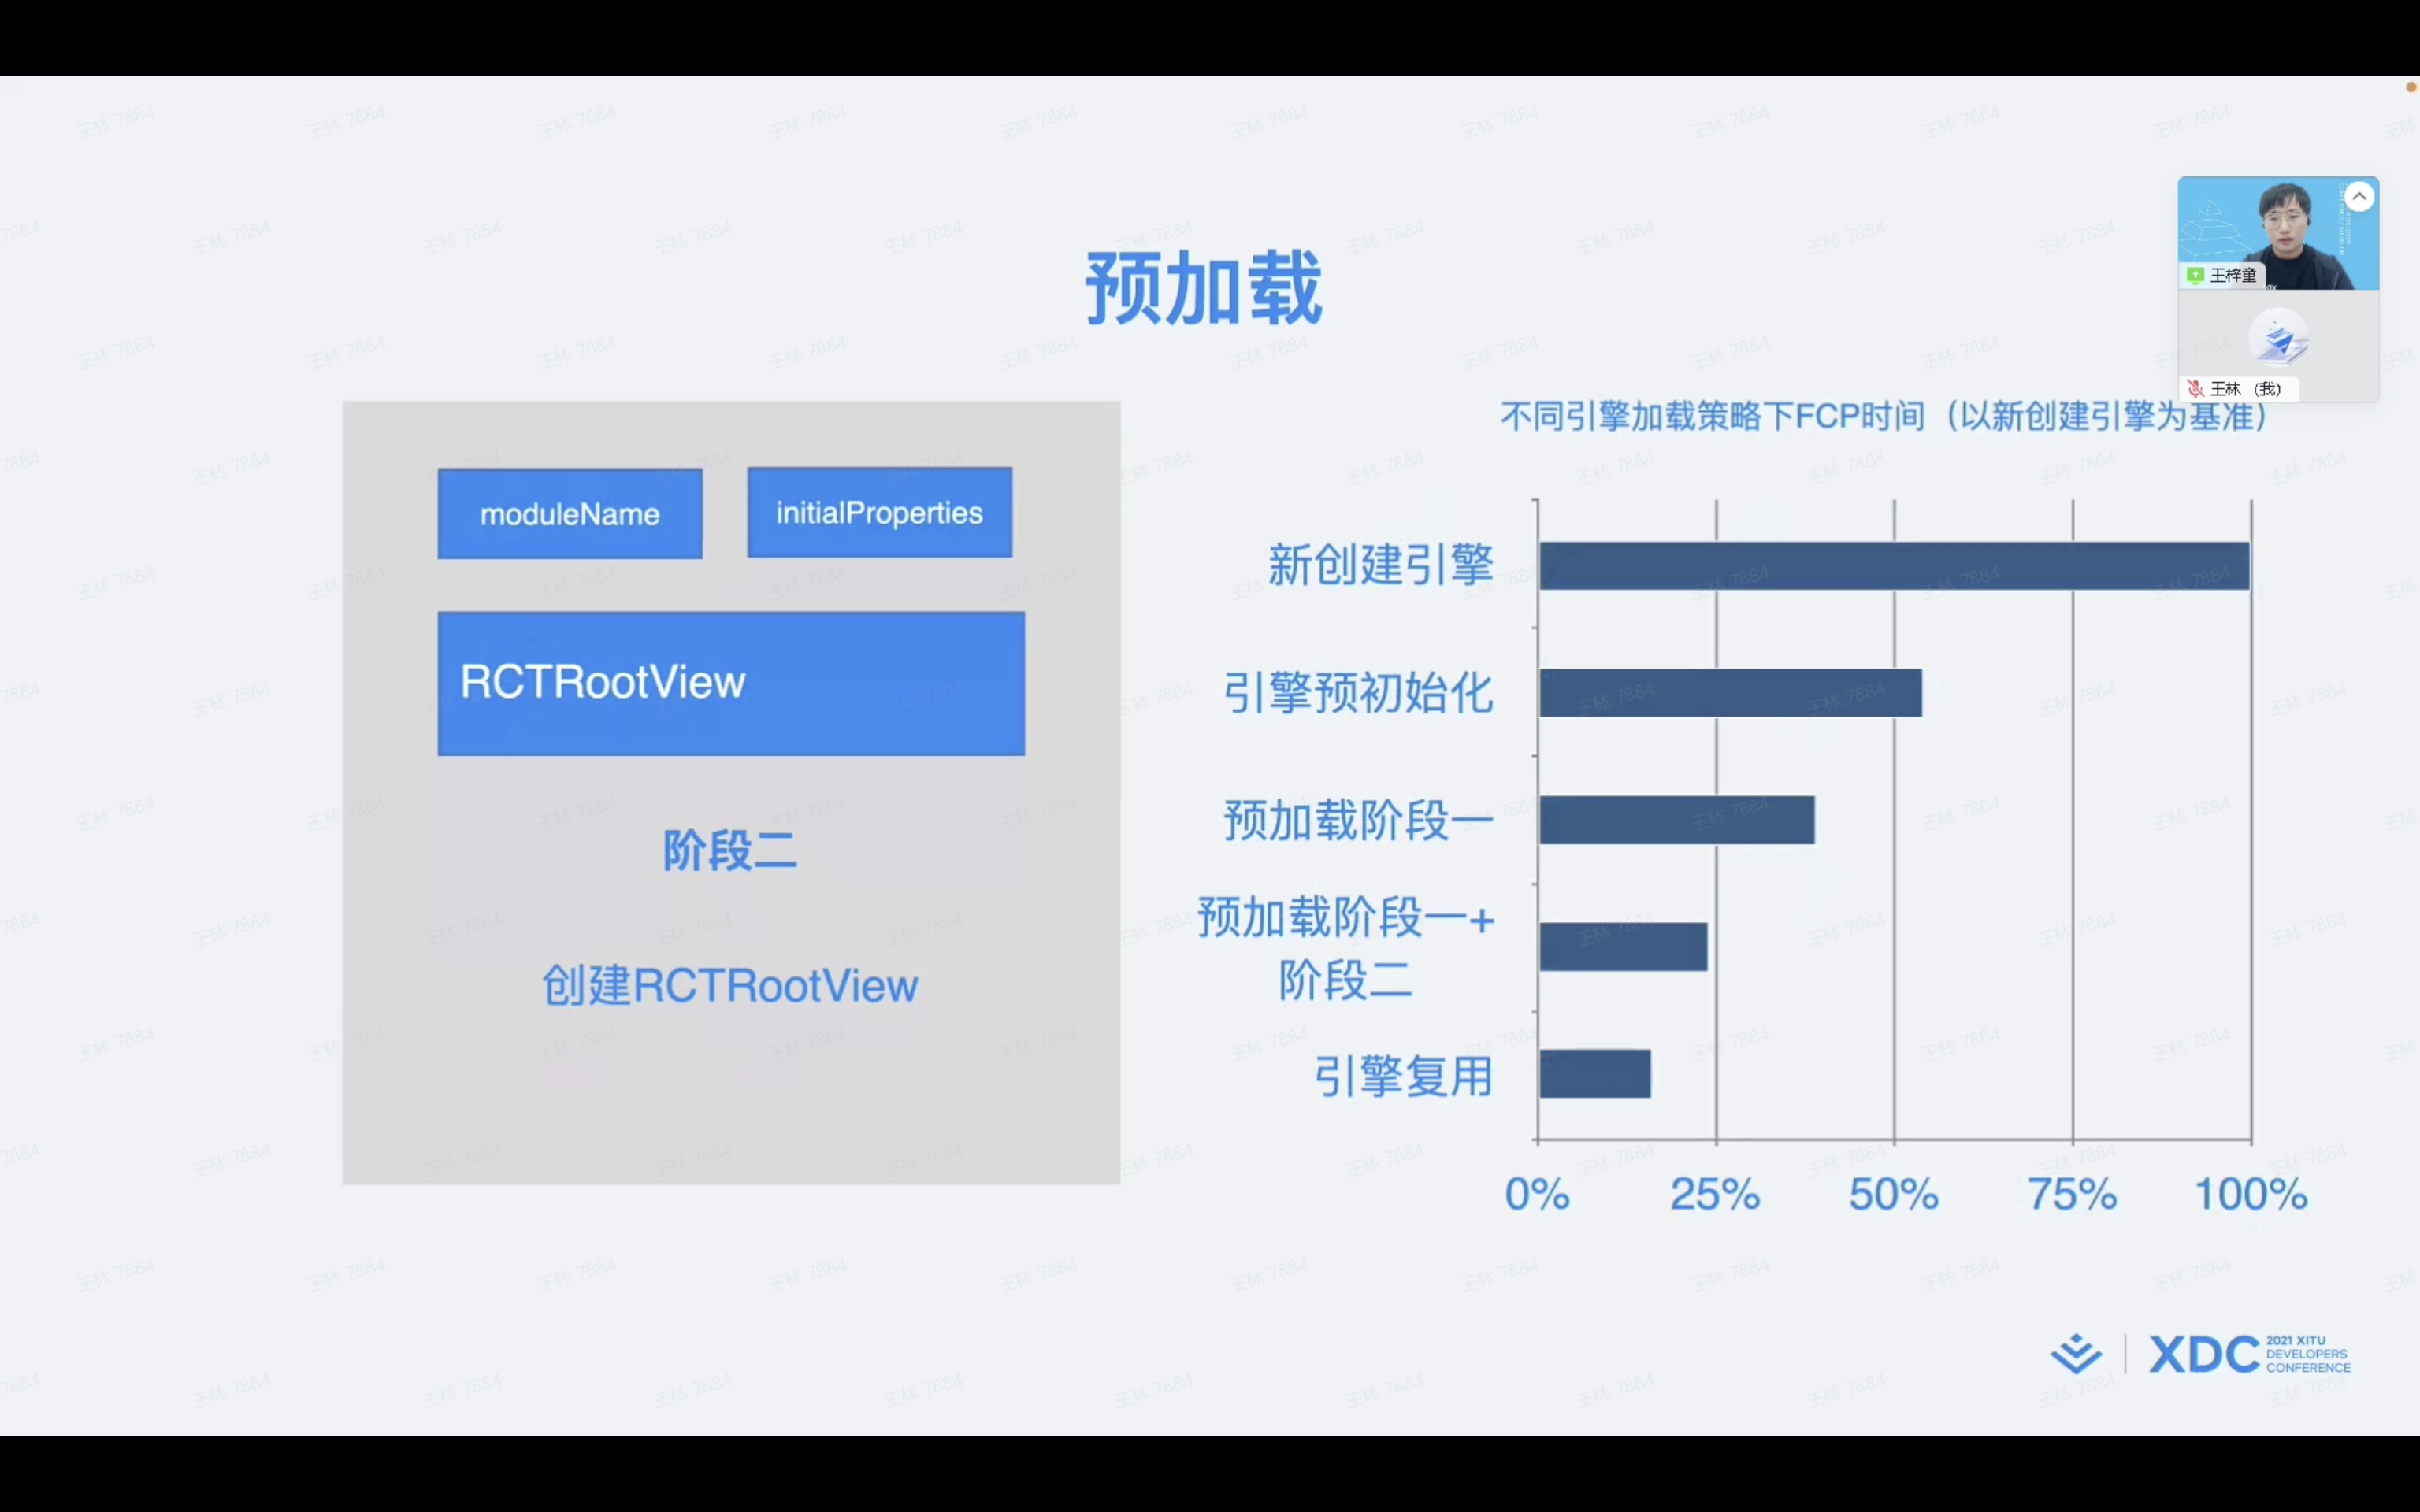 预加载
王梓童
王林 (我)
moduleName
initialProperties
RCTRootView
阶段二
创建RCTRootView
不同引擎加载策略下FCP时间（以新创建引擎为基准）
新创建引擎
引擎预初始化
预加载阶段一
预加载阶段一+
阶段二
引擎复用
0%
25%
50%
75%
100%
XDC
2021 XITU
DEVELOPERS
CONFERENCE
王林 7884